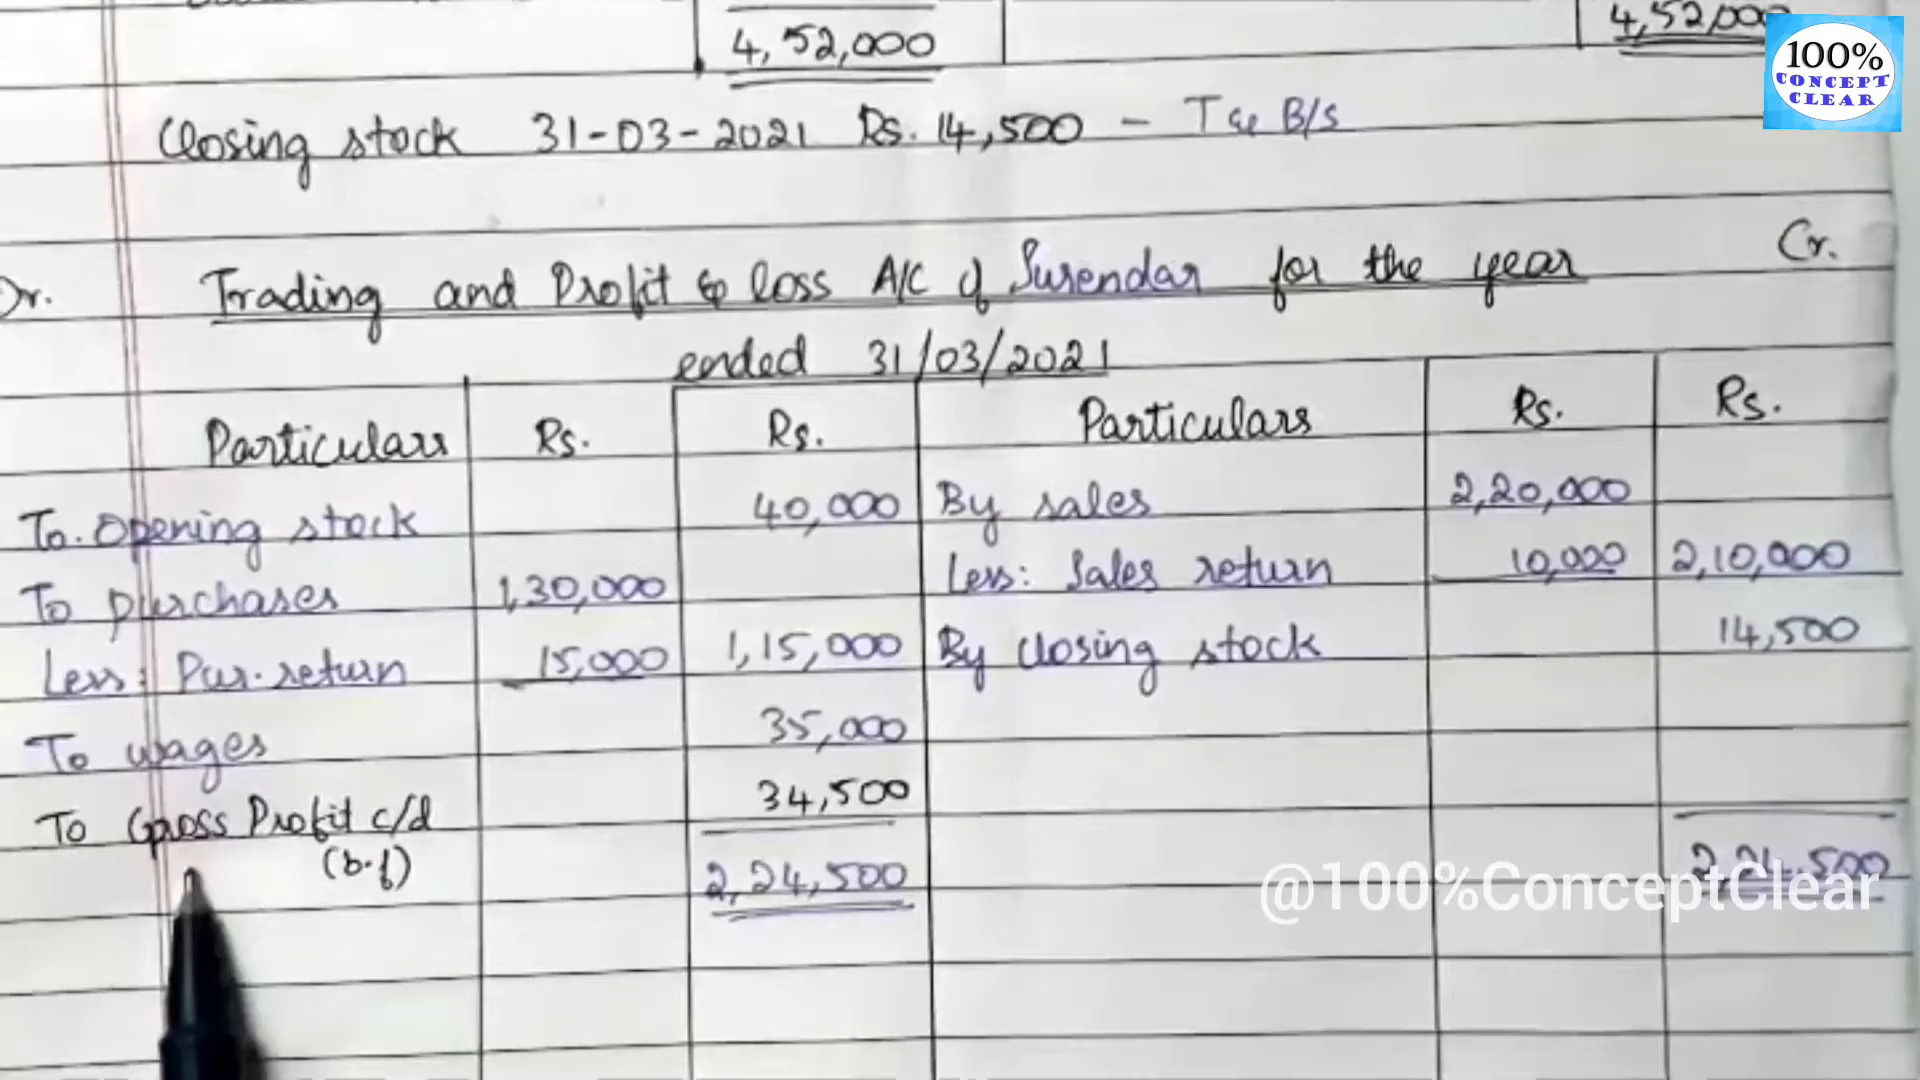 4,52,000 4,52,000
100%
CONCEPT
CLEAR
Closing stock 31-03-2021 Rs. 14,500 - T & B/S
Dr. Trading and Profit & loss A/C of Surendar for the year Cr.
ended 31/03/2021
Particulars Rs. Rs. Particulars Rs. Rs.
To. Opening stock 40,000 By sales 2,20,000
To purchases 1,30,000 Less: Sales return 10,000 2,10,000
Less: Pur. return 15,000 1,15,000 By closing stock 14,500
To wages 35,000
To Gross Profit c/d 34,500
(b.f) 2,24,500 2,24,500
@100%ConceptClear